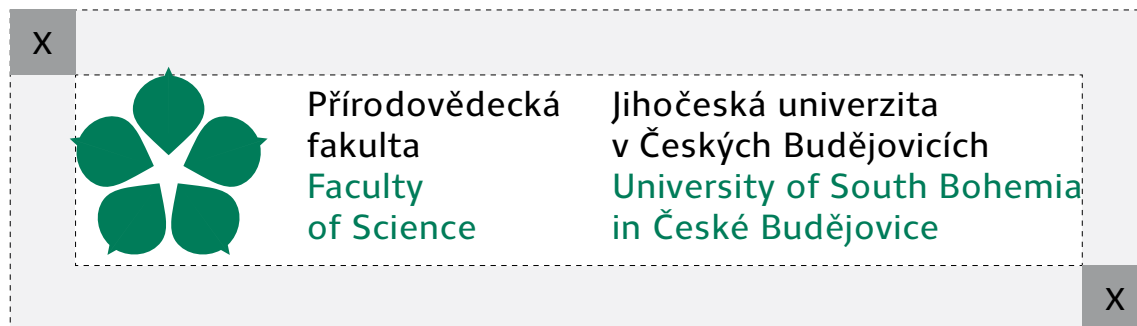 X
Přírodovědecká
fakulta
Faculty
of Science
Jihočeská univerzita
v Českých Budějovicích
University of South Bohemia
in České Budějovice
X